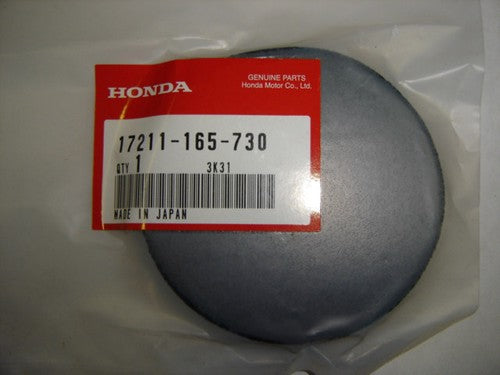 HONDA
GENUINE PARTS
Honda Motor Co., Ltd.
17211-165-730
QTY 1 3K31
MADE IN JAPAN